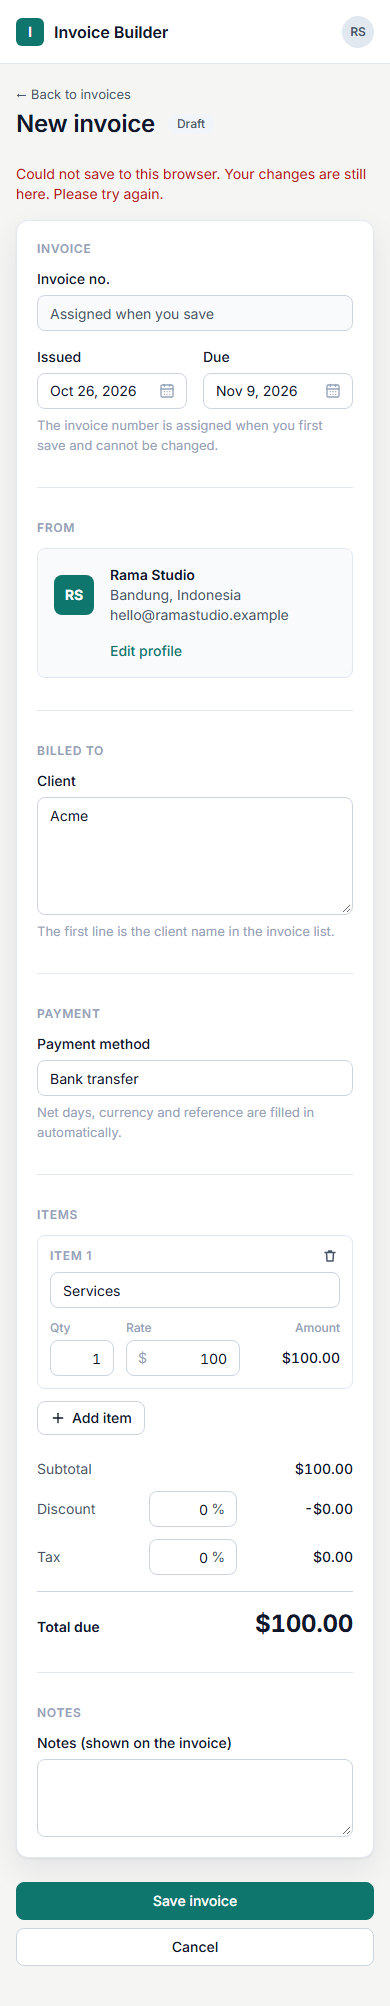 I Invoice Builder RS
← Back to invoices
New invoice Draft
Could not save to this browser. Your changes are still
here. Please try again.
INVOICE
Invoice no.
Assigned when you save
Issued Due
Oct 26, 2026 Nov 9, 2026
The invoice number is assigned when you first
save and cannot be changed.
FROM
RS
Rama Studio
Bandung, Indonesia
hello@ramastudio.example
Edit profile
BILLED TO
Client
Acme
The first line is the client name in the invoice list.
PAYMENT
Payment method
Bank transfer
Net days, currency and reference are filled in
automatically.
ITEMS
ITEM 1
Services
Qty Rate Amount
1 $ 100 $100.00
+ Add item
Subtotal $100.00
Discount 0 % -$0.00
Tax 0 % $0.00
Total due $100.00
NOTES
Notes (shown on the invoice)
Save invoice
Cancel